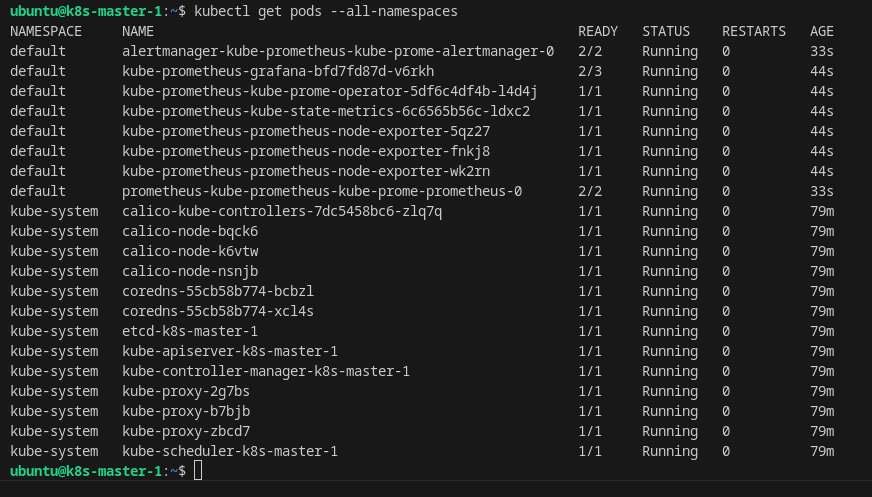 ubuntu@k8s-master-1:~$ kubectl get pods --all-namespaces
NAMESPACE     NAME                                                     READY   STATUS    RESTARTS   AGE
default       alertmanager-kube-prometheus-kube-prome-alertmanager-0   2/2     Running   0          33s
default       kube-prometheus-grafana-bfd7fd87d-v6rkh                  2/3     Running   0          44s
default       kube-prometheus-kube-prome-operator-5df6c4df4b-l4d4j     1/1     Running   0          44s
default       kube-prometheus-kube-state-metrics-6c6565b56c-ldxc2      1/1     Running   0          44s
default       kube-prometheus-prometheus-node-exporter-5qz27           1/1     Running   0          44s
default       kube-prometheus-prometheus-node-exporter-fnkj8           1/1     Running   0          44s
default       kube-prometheus-prometheus-node-exporter-wk2rn           1/1     Running   0          44s
default       prometheus-kube-prometheus-kube-prome-prometheus-0       2/2     Running   0          33s
kube-system   calico-kube-controllers-7dc5458bc6-zlq7q                 1/1     Running   0          79m
kube-system   calico-node-bqck6                                        1/1     Running   0          79m
kube-system   calico-node-k6vtw                                        1/1     Running   0          79m
kube-system   calico-node-nsnjb                                        1/1     Running   0          79m
kube-system   coredns-55cb58b774-bcbzl                                 1/1     Running   0          79m
kube-system   coredns-55cb58b774-xcl4s                                 1/1     Running   0          79m
kube-system   etcd-k8s-master-1                                        1/1     Running   0          79m
kube-system   kube-apiserver-k8s-master-1                              1/1     Running   0          79m
kube-system   kube-controller-manager-k8s-master-1                     1/1     Running   0          79m
kube-system   kube-proxy-2g7bs                                         1/1     Running   0          79m
kube-system   kube-proxy-b7bjb                                         1/1     Running   0          79m
kube-system   kube-proxy-zbcd7                                         1/1     Running   0          79m
kube-system   kube-scheduler-k8s-master-1                              1/1     Running   0          79m
ubuntu@k8s-master-1:~$